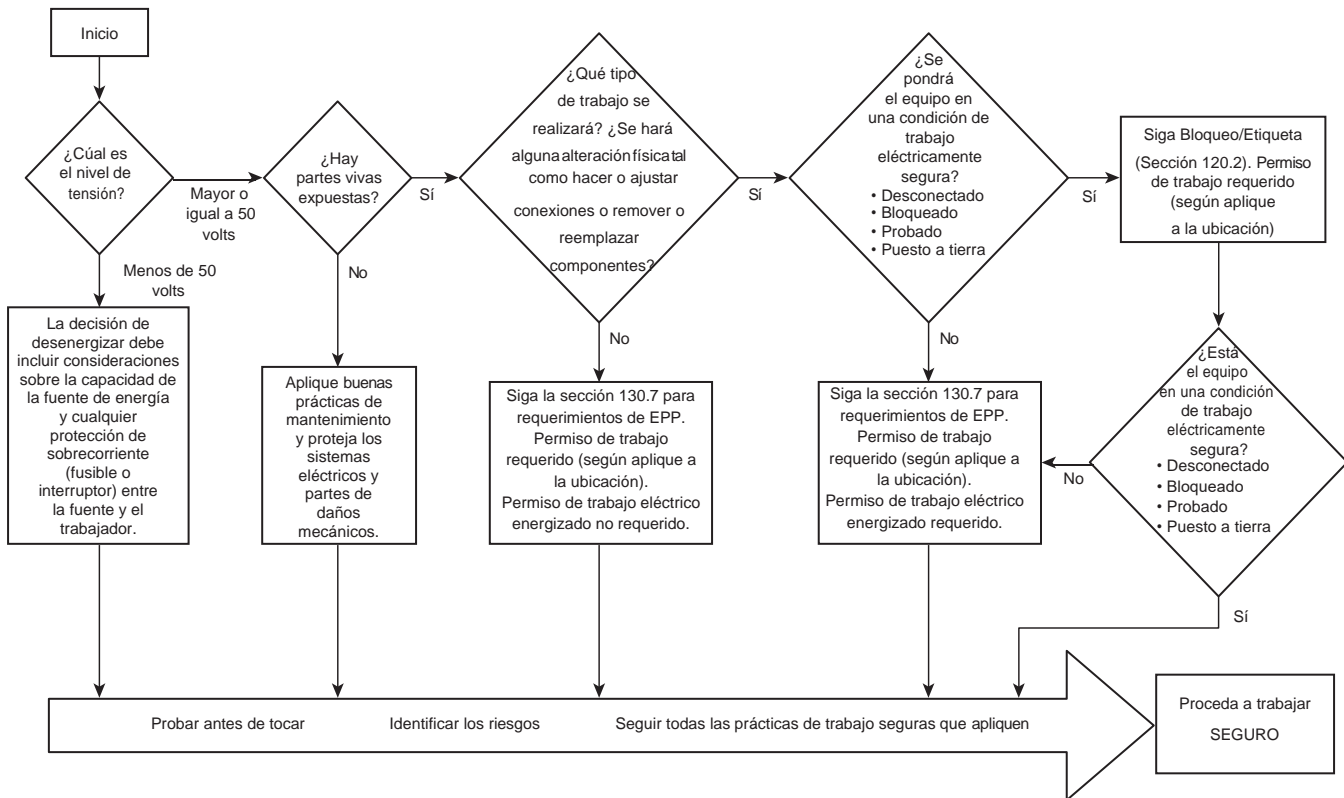 Inicio
¿Cúal es
el nivel de
tensión?
Mayor o
igual a 50
volts
Menos de 50
volts
La decisión de
desenergizar debe
incluir consideraciones
sobre la capacidad de
la fuente de energía
y cualquier
protección de
sobrecorriente
(fusible o
interruptor) entre
la fuente y el
trabajador.
¿Hay
partes vivas
expuestas?
Sí
No
Aplique buenas
prácticas de
mantenimiento
y proteja los
sistemas
eléctricos y
partes de
daños
mecánicos.
¿Qué tipo
de trabajo se
realizará? ¿Se hará
alguna alteración física tal
como hacer o ajustar
conexiones o remover o
reemplazar
componentes?
Sí
No
Siga la sección 130.7 para
requerimientos de EPP.
Permiso de trabajo
requerido (según aplique a
la ubicación).
Permiso de trabajo eléctrico
energizado no requerido.
¿Se
pondrá
el equipo en
una condición de
trabajo
eléctricamente
segura?
• Desconectado
• Bloqueado
• Probado
• Puesto a tierra
Sí
No
Siga la sección 130.7 para
requerimientos de EPP.
Permiso de trabajo
requerido (según aplique a
la ubicación).
Permiso de trabajo eléctrico
energizado requerido.
Siga Bloqueo/Etiqueta
(Sección 120.2). Permiso
de trabajo requerido
(según aplique
a la ubicación)
¿Está
el equipo
en una condición
de trabajo
eléctricamente
segura?
• Desconectado
• Bloqueado
• Probado
• Puesto a tierra
No
Sí
Probar antes de tocar
Identificar los riesgos
Seguir todas las prácticas de trabajo seguras que apliquen
Proceda a trabajar
SEGURO